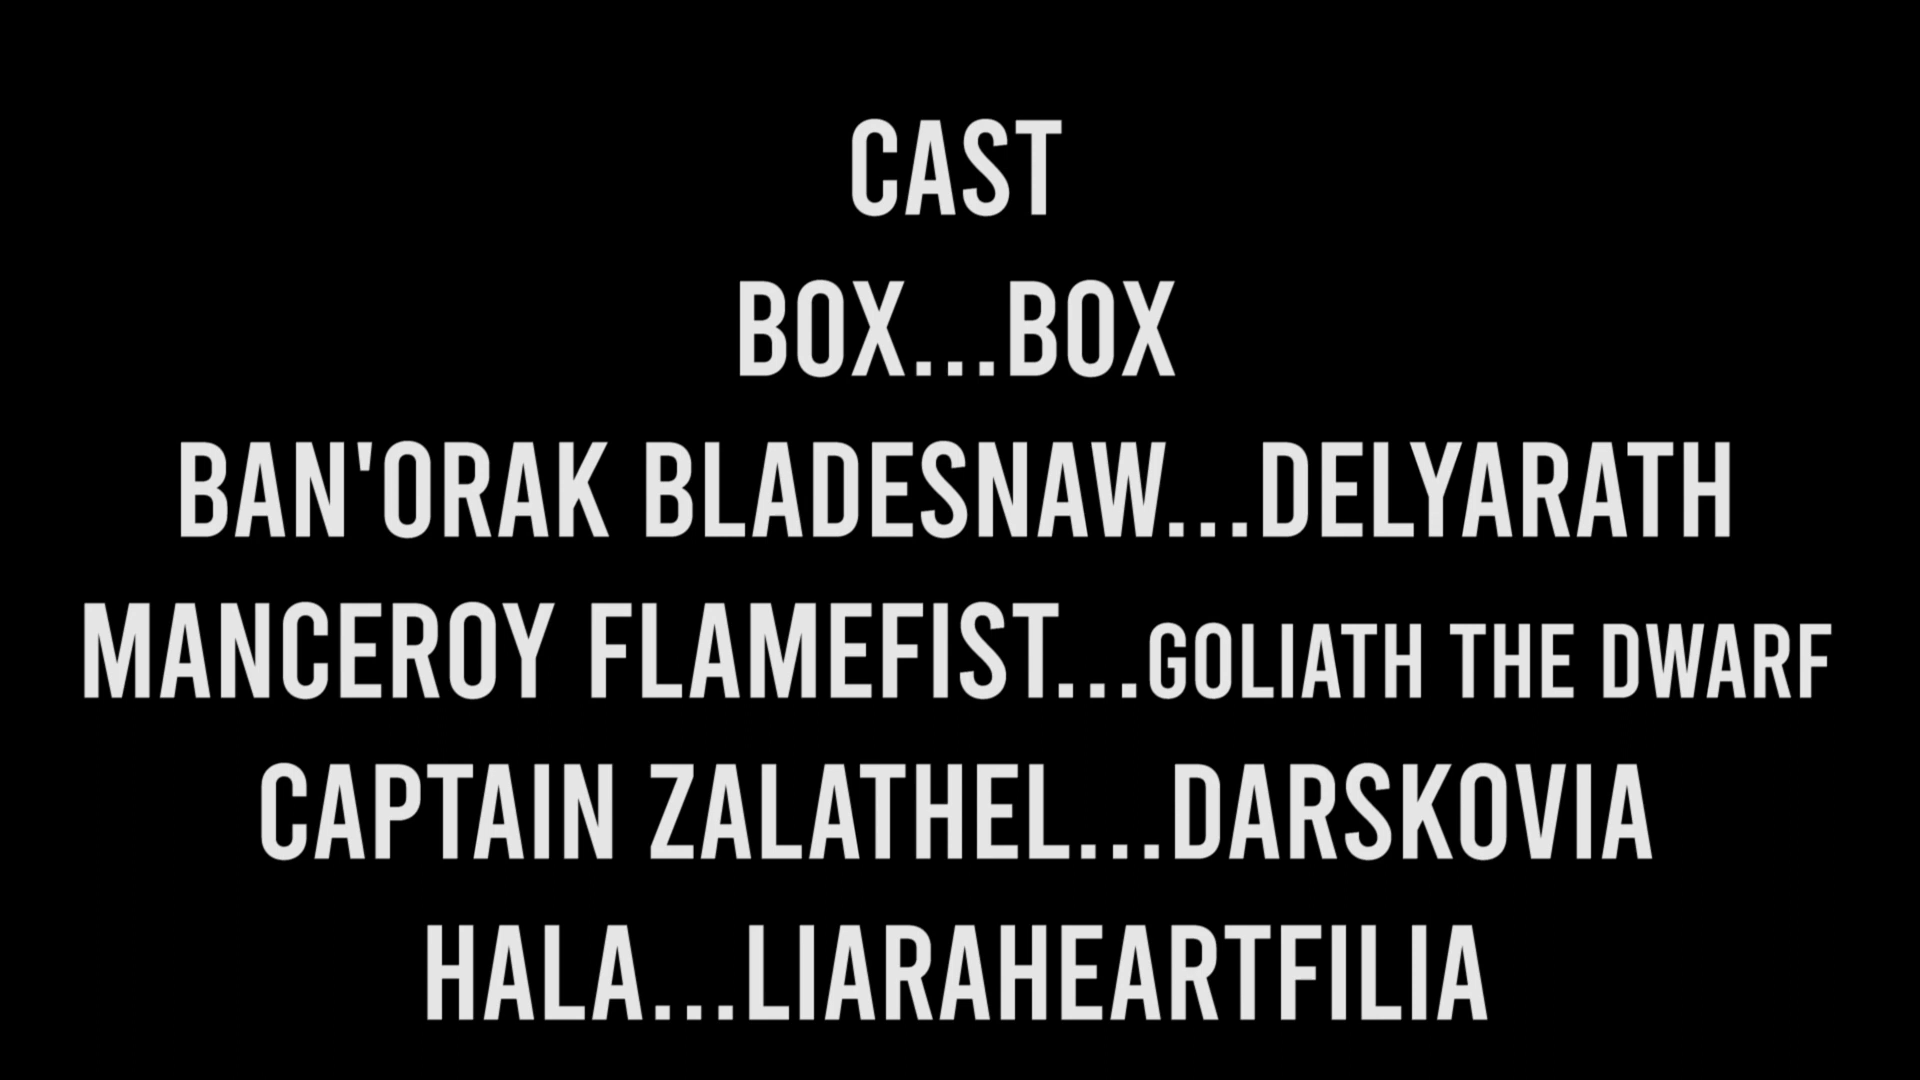 CAST
BOX...BOX
BAN'ORAK BLADESNAW...DELYARATH
MANCEROY FLAMEFIST...GOLIATH THE DWARF
CAPTAIN ZALATHEL...DARSKOVIA
HALA...LIARAHEARTFILIA